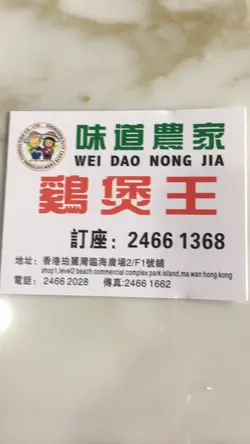 味道農家
WEI DAO NONG JIA
鷄煲王
訂座：2466 1368
地址：香港珀麗灣臨海廣場2/F1號鋪
shop1,level2 beach commercial complex park island,ma wan hong kong
電話：2466 2028 傳真:2466 1662